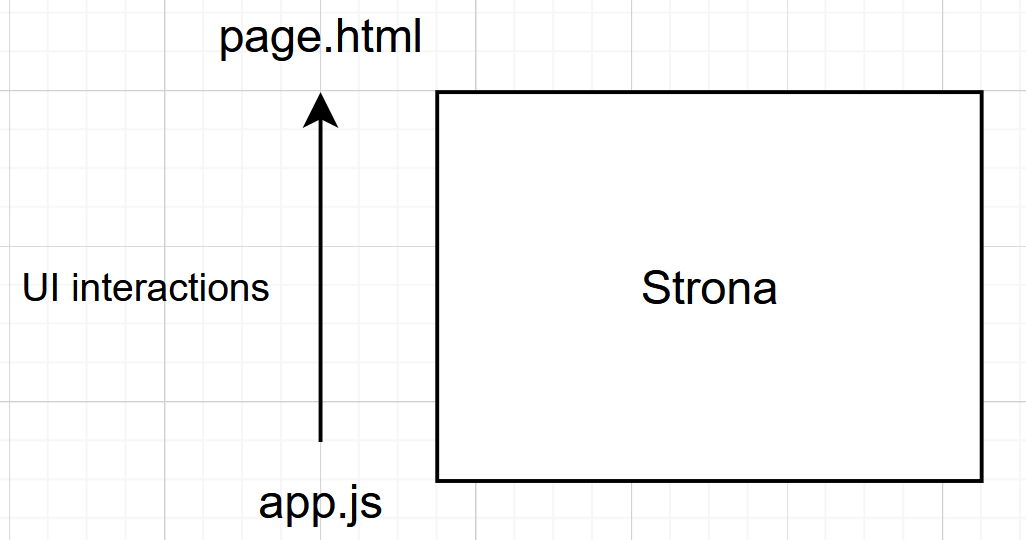 page.html
UI interactions
Strona
app.js